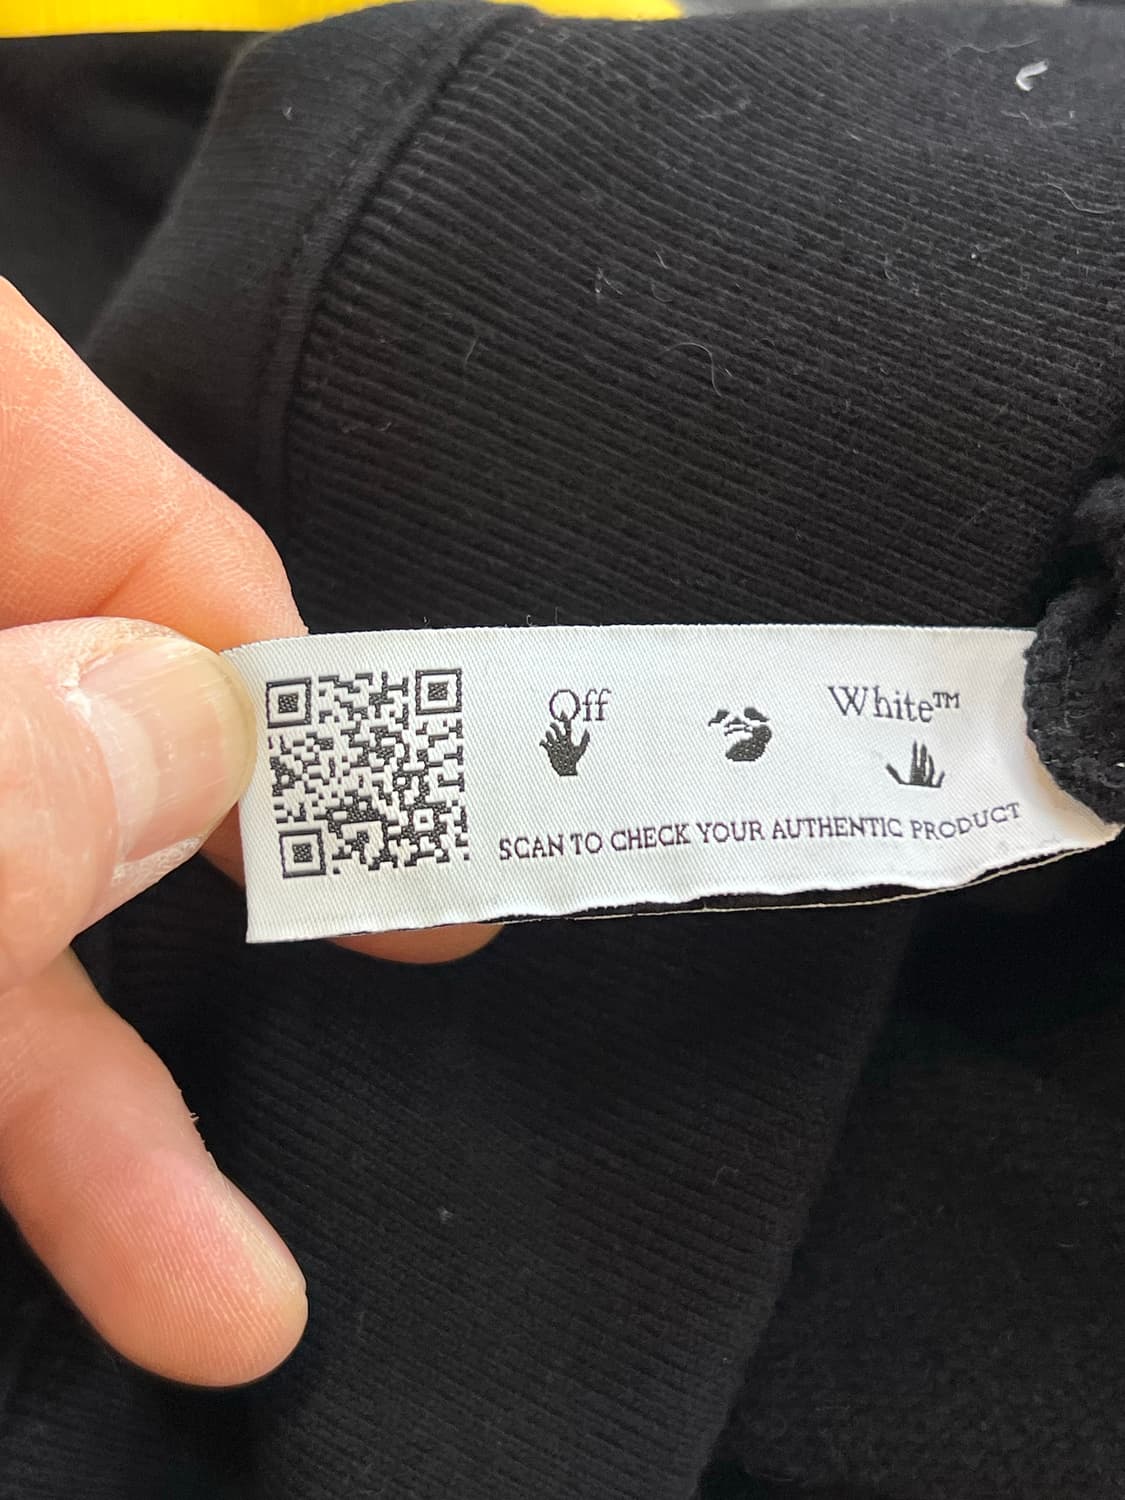 Off White™
SCAN TO CHECK YOUR AUTHENTIC PRODUCT